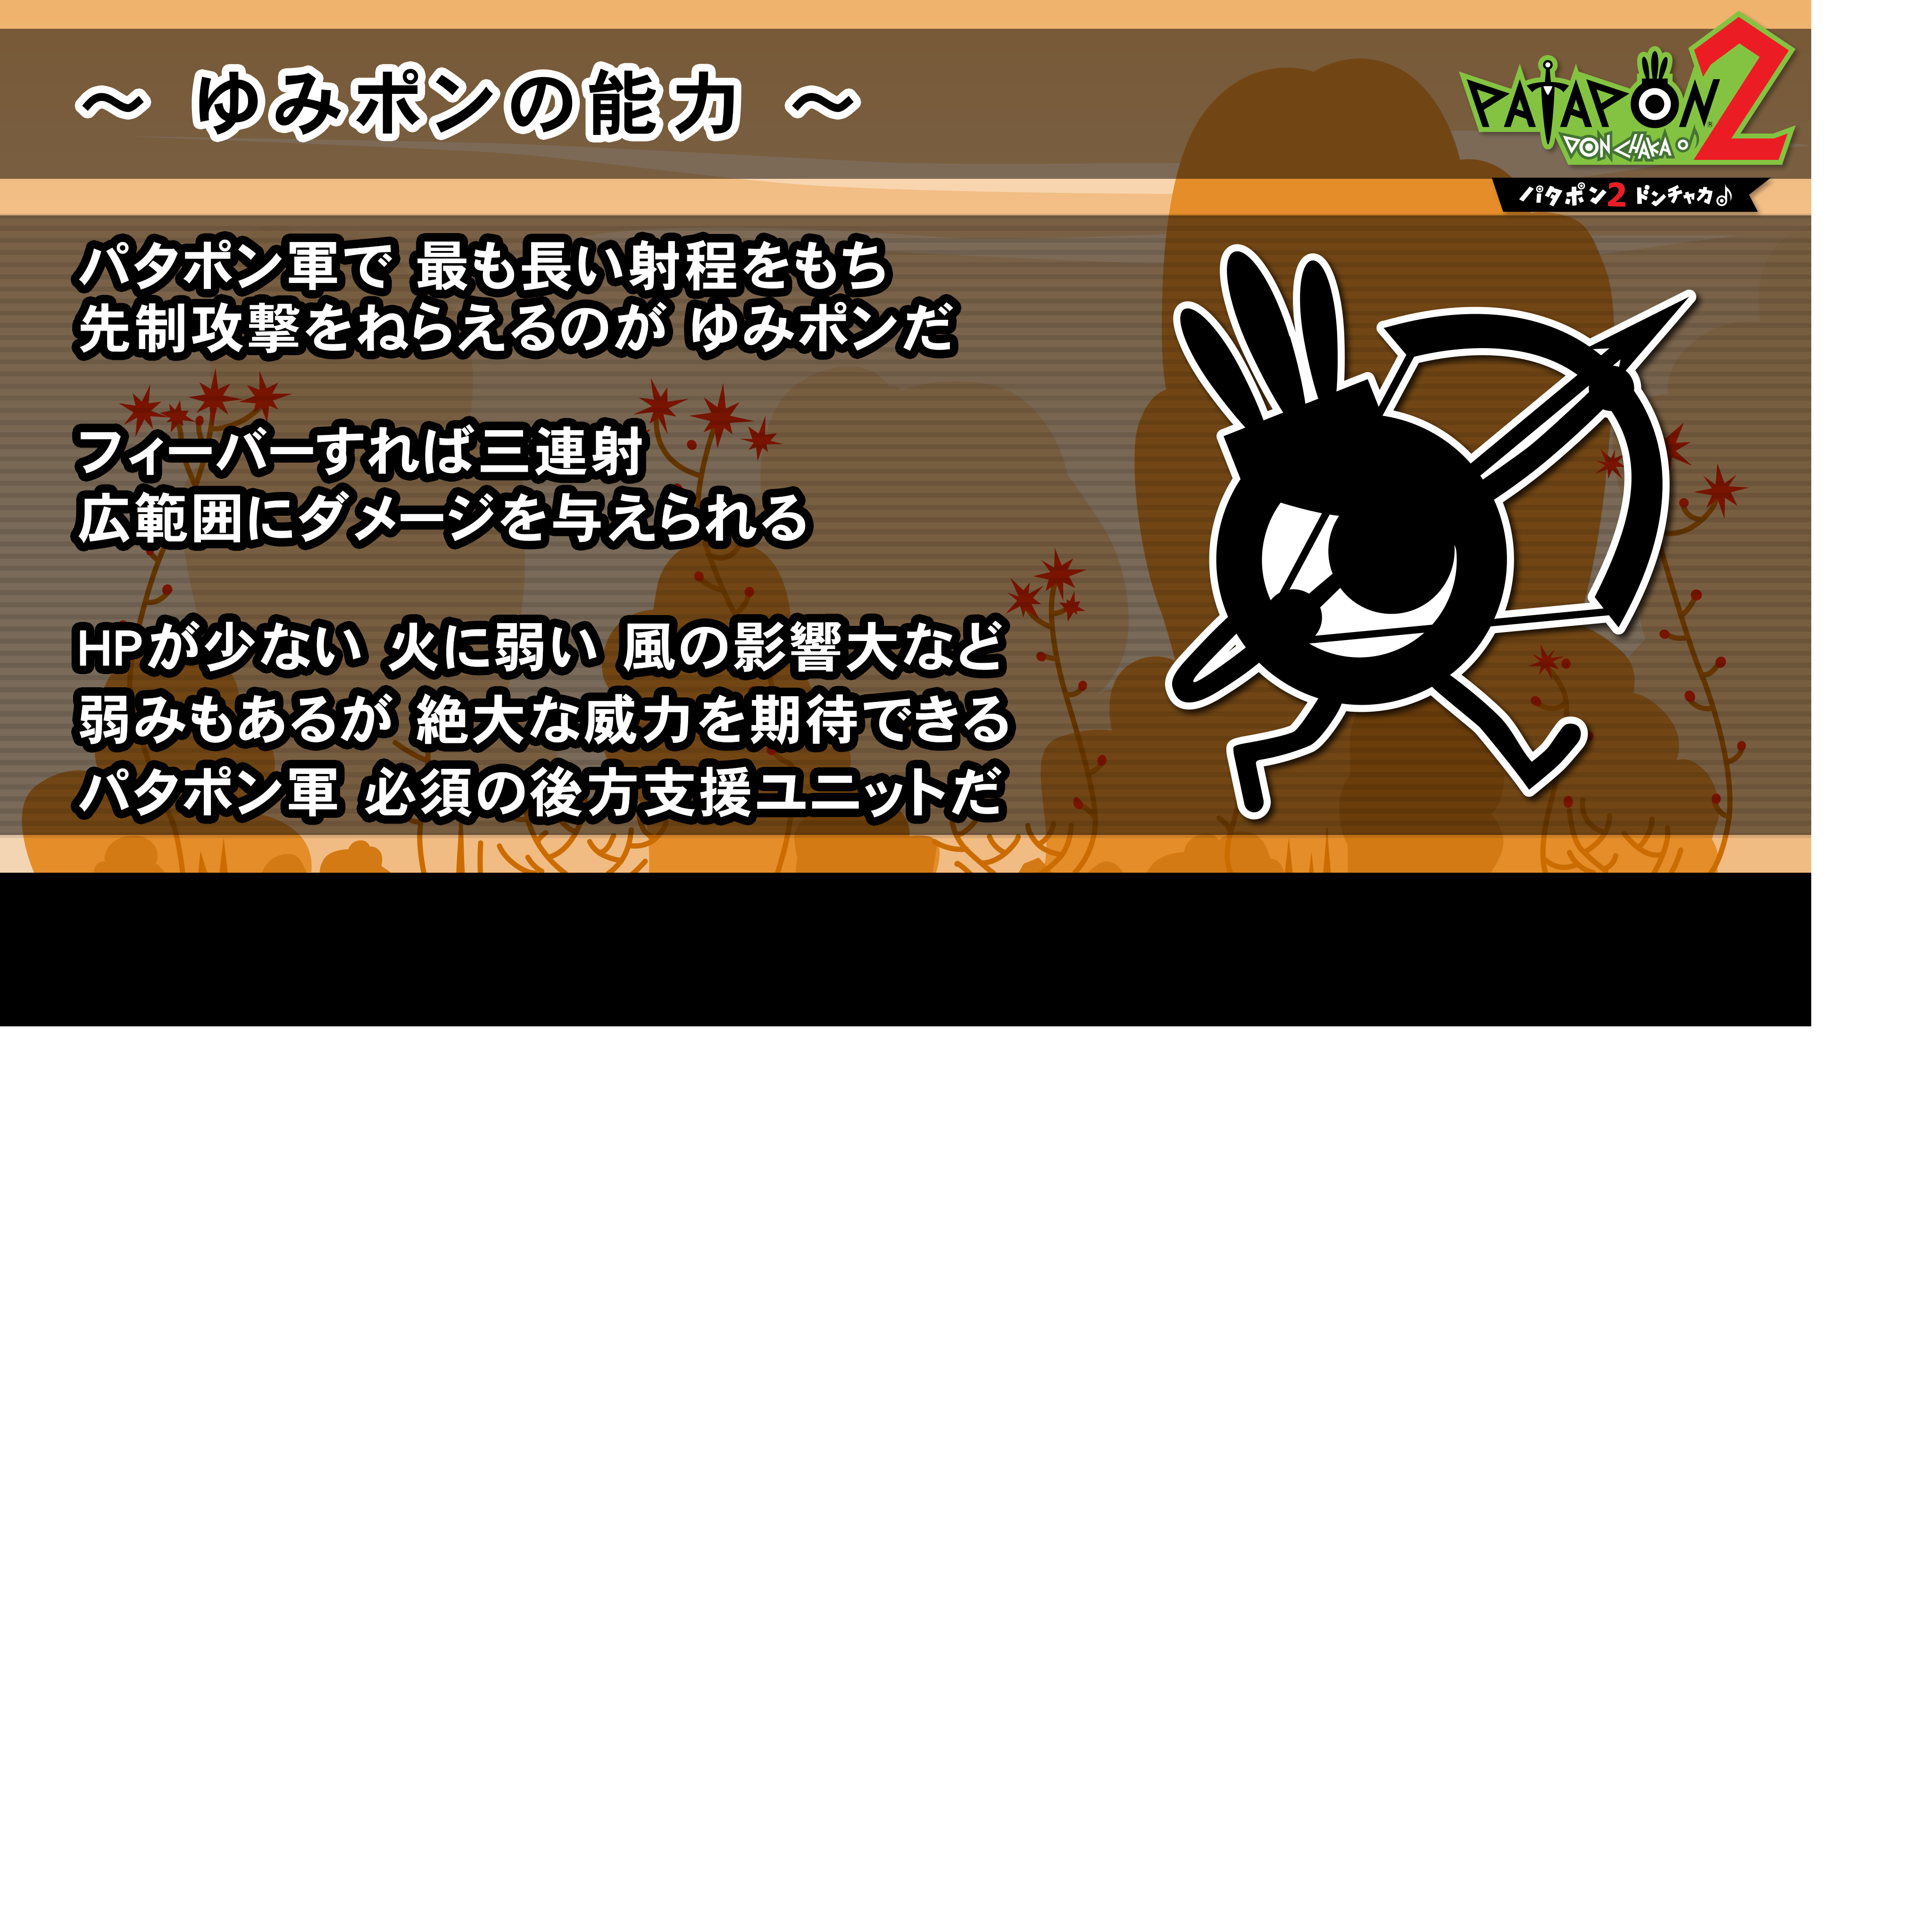 ～ ゆみポンの能力 ～
PATAPON2
DON CHAKA♪
パタポン2 ドンチャカ♪
パタポン軍で 最も長い射程をもち
先制攻撃をねらえるのが ゆみポンだ
フィーバーすれば三連射
広範囲にダメージを与えられる
HPが少ない 火に弱い 風の影響大など
弱みもあるが 絶大な威力を期待できる
パタポン軍 必須の後方支援ユニットだ